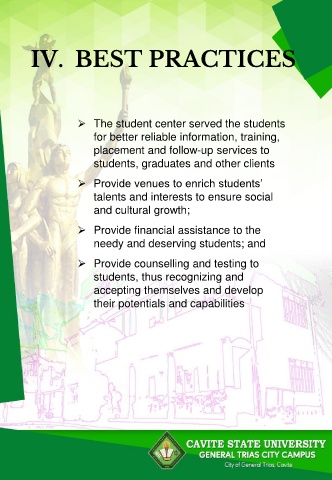 IV. BEST PRACTICES
➢ The student center served the students
for better reliable information, training,
placement and follow-up services to
students, graduates and other clients
➢ Provide venues to enrich students'
talents and interests to ensure social
and cultural growth;
➢ Provide financial assistance to the
needy and deserving students; and
➢ Provide counselling and testing to
students, thus recognizing and
accepting themselves and develop
their potentials and capabilities
CAVITE STATE UNIVERSITY
GENERAL TRIAS CITY CAMPUS
City of General Trias, Cavite